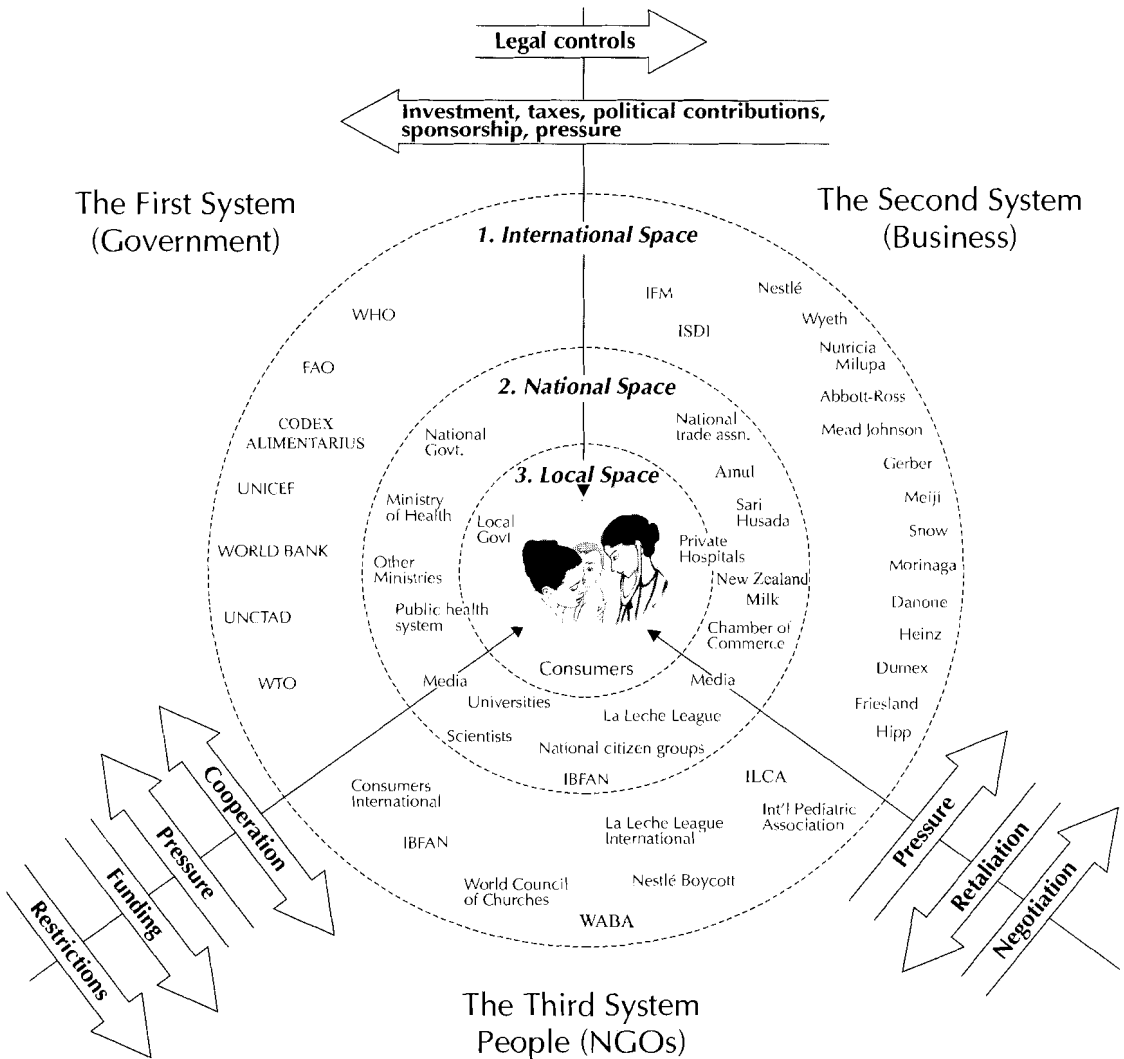 Legal controls
Investment, taxes, political contributions,
sponsorship, pressure
The First System
(Government)
The Second System
(Business)
1. International Space
WHO
FAO
CODEX
ALIMENTARIUS
UNICEF
WORLD BANK
UNCTAD
WTO
IFM
ISDI
Nestlé
Wyeth
Nutricia
Milupa
Abbott-Ross
Mead Johnson
Gerber
Meiji
Snow
Morinaga
Danone
Heinz
Dumex
Friesland
Hipp
2. National Space
National
Govt.
Ministry
of Health
Other
Ministries
Public health
system
National
trade assn.
Amul
Sari
Husada
New Zealand
Milk
Chamber of
Commerce
3. Local Space
Local
Govt
Private
Hospitals
Consumers
Media
Media
Universities
La Leche League
Scientists
National citizen groups
IBFAN
Consumers
International
IBFAN
World Council
of Churches
La Leche League
International
Nestlé Boycott
WABA
ILCA
Int'l Pediatric
Association
Cooperation
Pressure
Funding
Restrictions
Pressure
Retaliation
Negotiation
The Third System
People (NGOs)